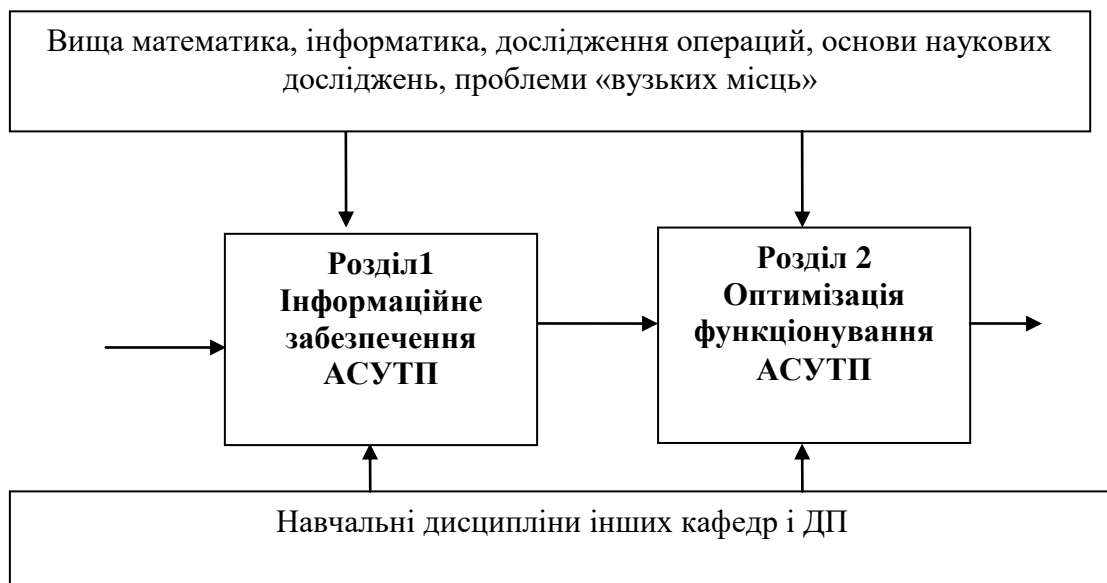 Вища математика, інформатика, дослідження операцій, основи наукових
досліджень, проблеми «вузьких місць»
Розділ1
Інформаційне
забезпечення
АСУТП
Розділ 2
Оптимізація
функціонування
АСУТП
Навчальні дисципліни інших кафедр і ДП